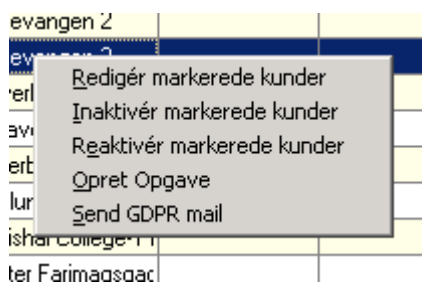 evangen 2
Redigér markerede kunder
Inaktivér markerede kunder
Reaktivér markerede kunder
Opret Opgave
Send GDPR mail
ter Farimagsgad